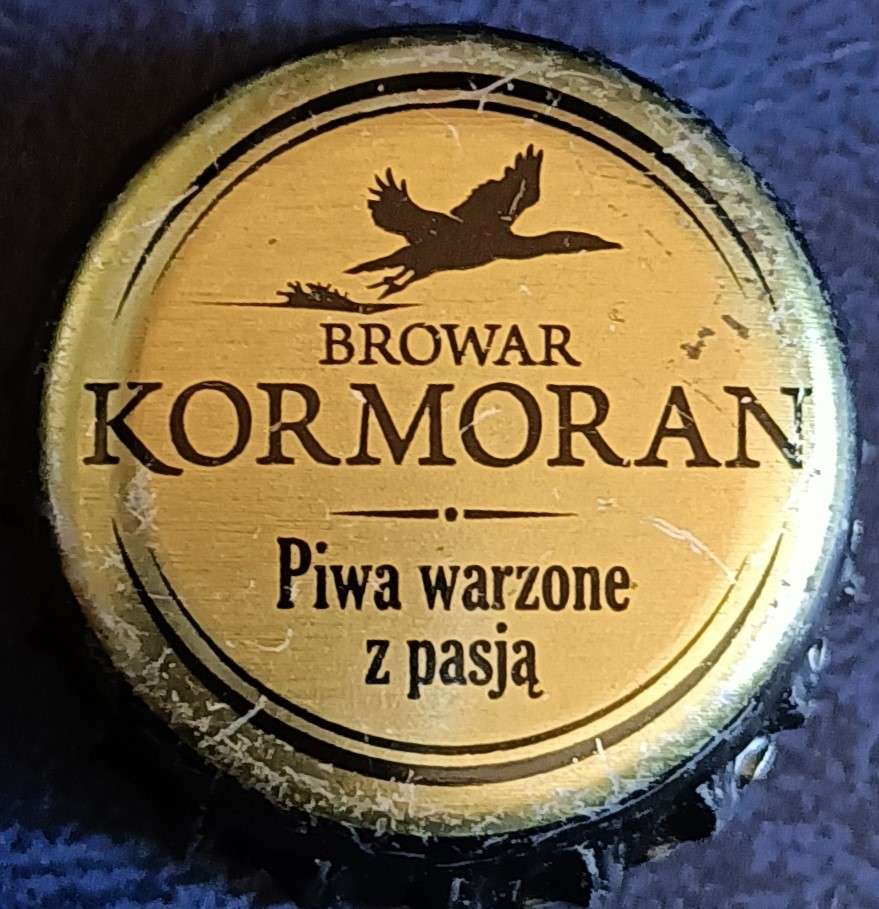 BROWAR
KORMORAN
Piwa warzone
z pasją